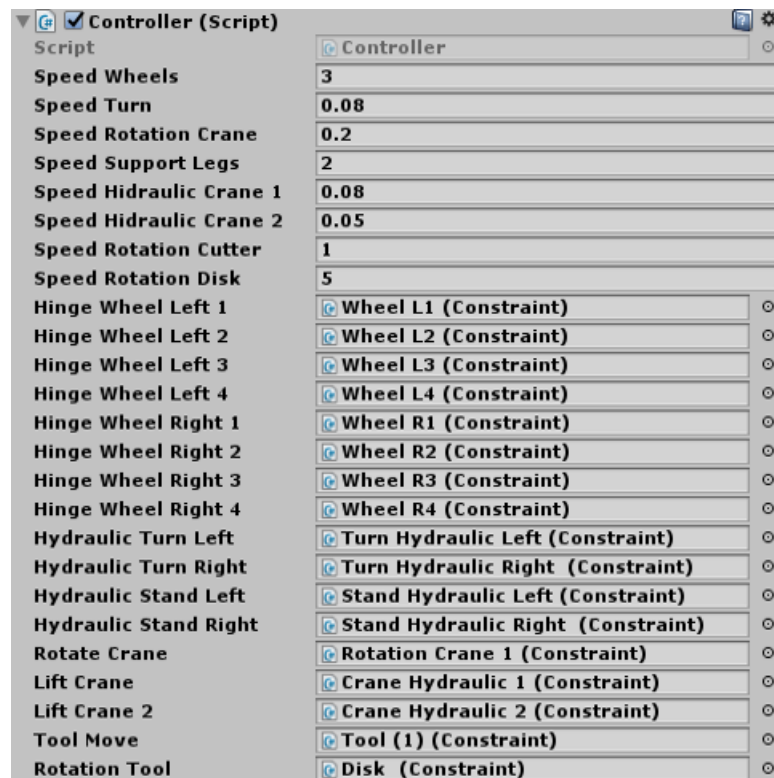 Controller (Script)
Script Controller
Speed Wheels 3
Speed Turn 0.08
Speed Rotation Crane 0.2
Speed Support Legs 2
Speed Hidraulic Crane 1 0.08
Speed Hidraulic Crane 2 0.05
Speed Rotation Cutter 1
Speed Rotation Disk 5
Hinge Wheel Left 1 Wheel L1 (Constraint)
Hinge Wheel Left 2 Wheel L2 (Constraint)
Hinge Wheel Left 3 Wheel L3 (Constraint)
Hinge Wheel Left 4 Wheel L4 (Constraint)
Hinge Wheel Right 1 Wheel R1 (Constraint)
Hinge Wheel Right 2 Wheel R2 (Constraint)
Hinge Wheel Right 3 Wheel R3 (Constraint)
Hinge Wheel Right 4 Wheel R4 (Constraint)
Hydraulic Turn Left Turn Hydraulic Left (Constraint)
Hydraulic Turn Right Turn Hydraulic Right (Constraint)
Hydraulic Stand Left Stand Hydraulic Left (Constraint)
Hydraulic Stand Right Stand Hydraulic Right (Constraint)
Rotate Crane Rotation Crane 1 (Constraint)
Lift Crane Crane Hydraulic 1 (Constraint)
Lift Crane 2 Crane Hydraulic 2 (Constraint)
Tool Move Tool (1) (Constraint)
Rotation Tool Disk (Constraint)